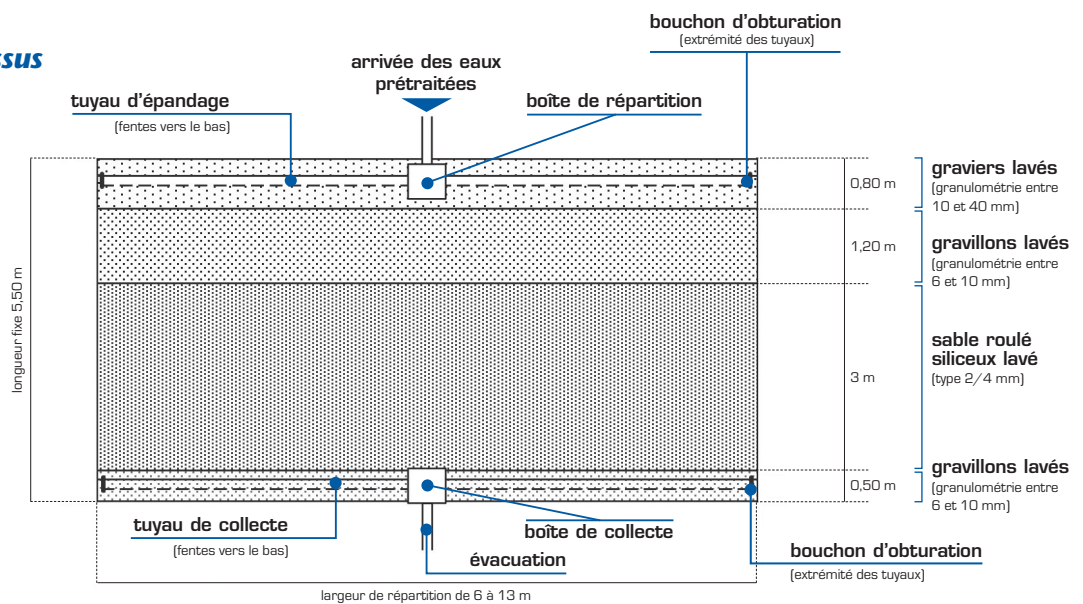 bouchon d'obturation
(extrémité des tuyaux)
arrivée des eaux
prétraitées
tuyau d'épandage
(fentes vers le bas)
boîte de répartition
longueur fixe 5,50 m
0,80 m
graviers lavés
(granulométrie entre
10 et 40 mm)
1,20 m
gravillons lavés
(granulométrie entre
6 et 10 mm)
3 m
sable roulé
siliceux lavé
(type 2/4 mm)
0,50 m
gravillons lavés
(granulométrie entre
6 et 10 mm)
tuyau de collecte
(fentes vers le bas)
boîte de collecte
évacuation
bouchon d'obturation
(extrémité des tuyaux)
largeur de répartition de 6 à 13 m